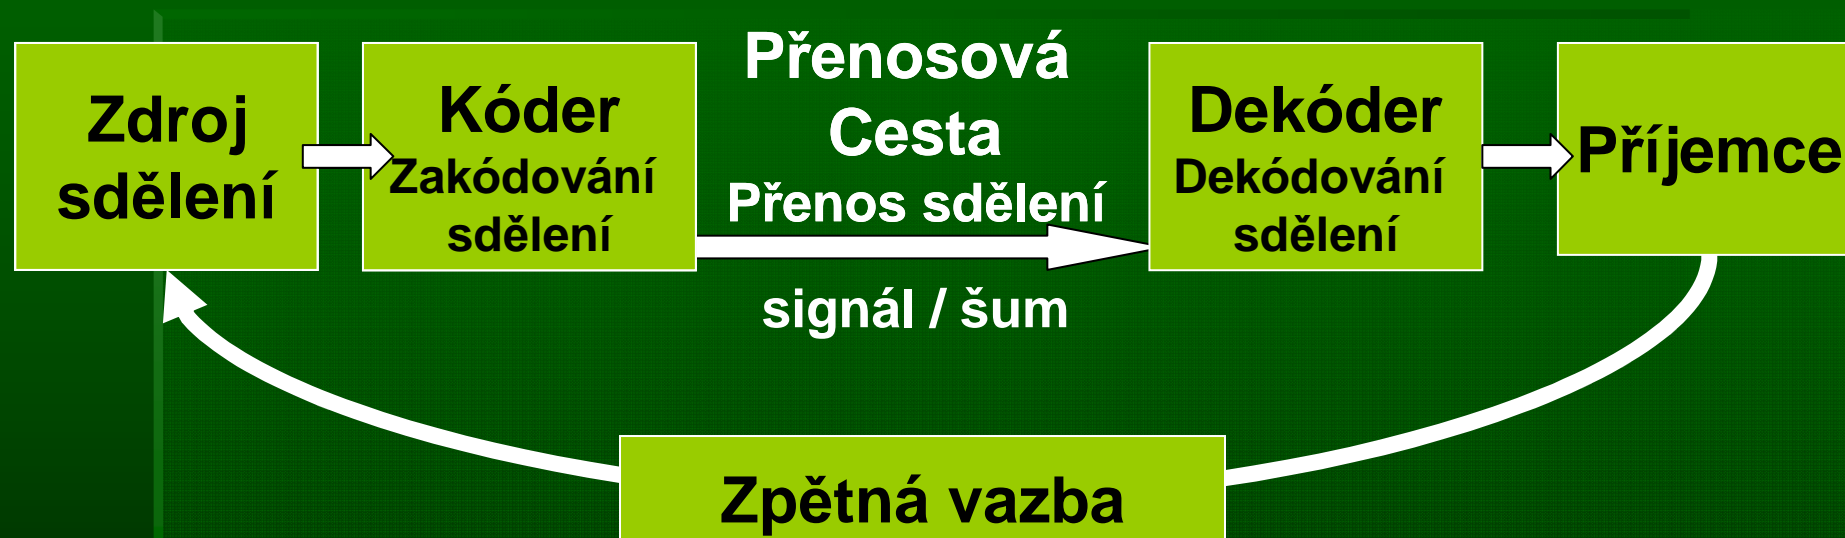 Zdroj
sdělení
Kóder
Zakódování
sdělení
Přenosová
Cesta
Přenos sdělení
signál / šum
Dekóder
Dekódování
sdělení
Příjemce
Zpětná vazba